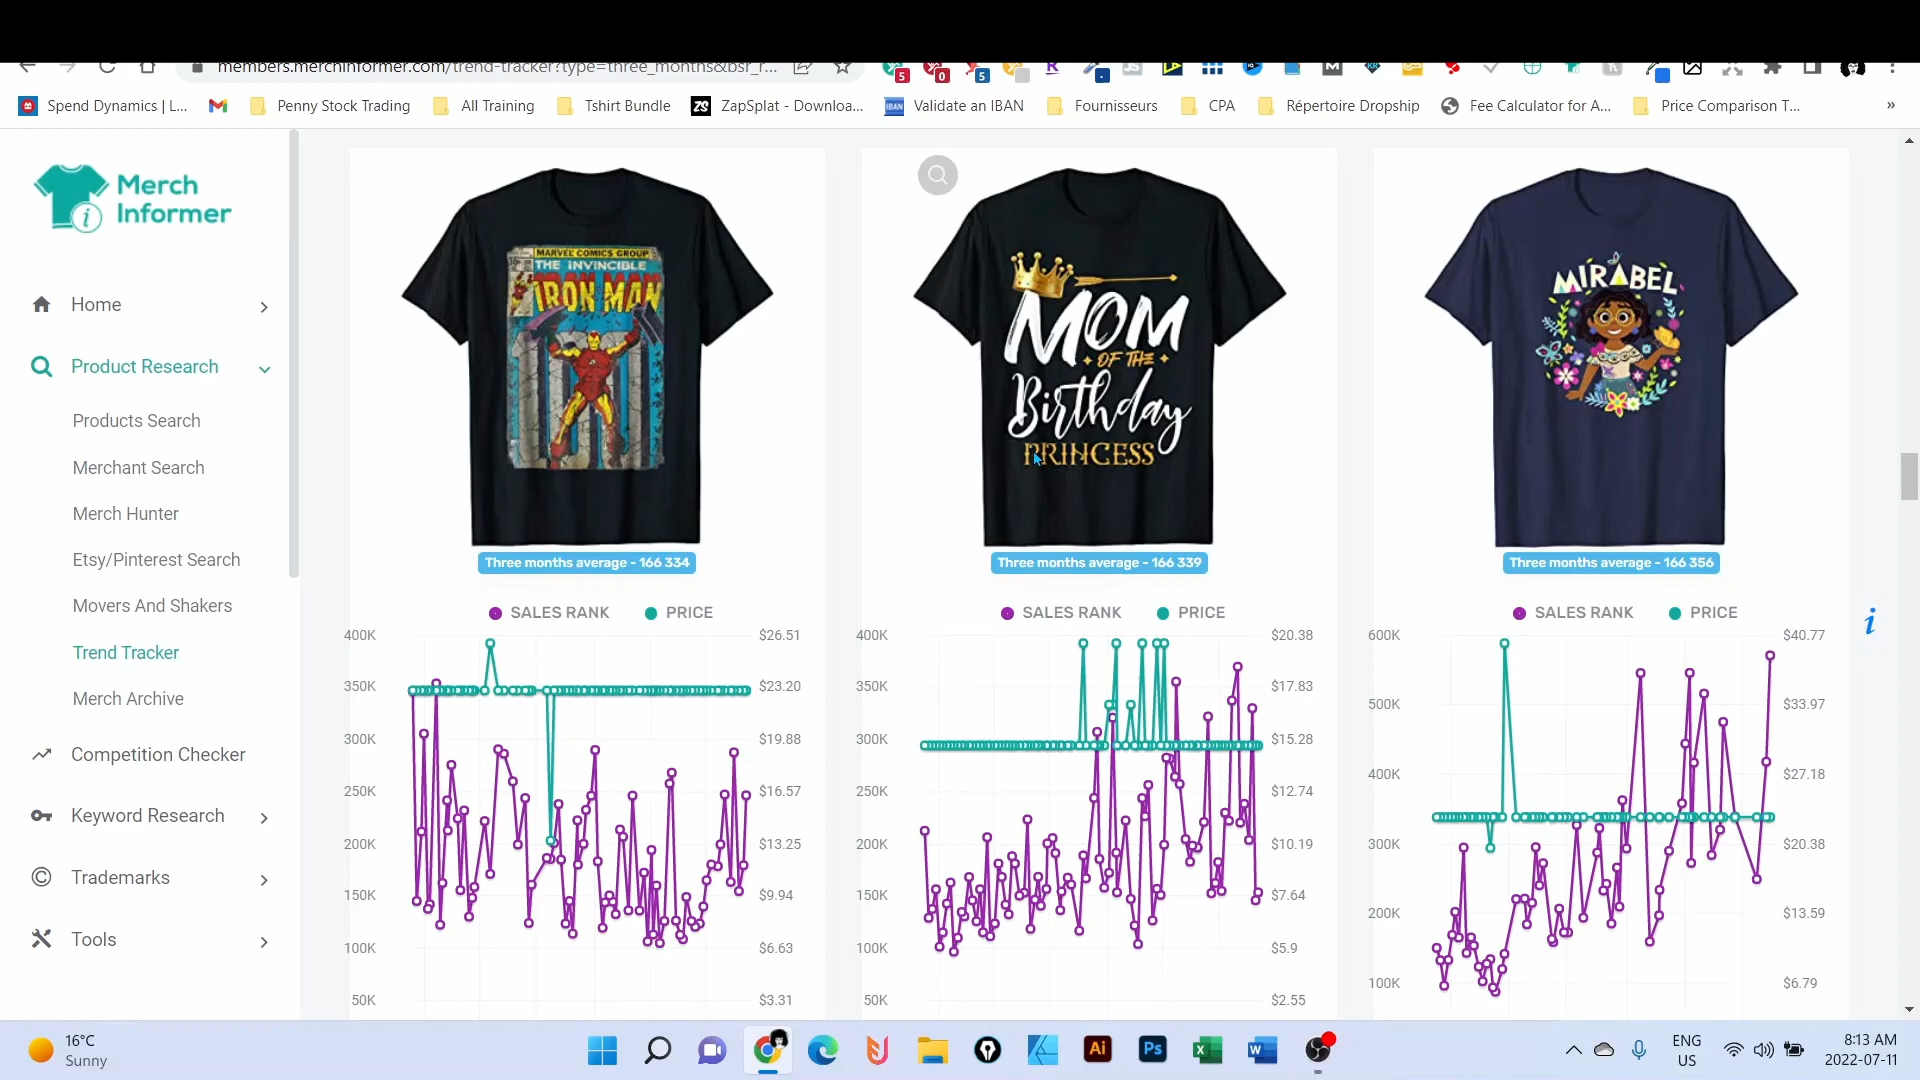 members.merchinformer.com/trend-tracker?type=three_months&bsr_r...
5 0 5
Spend Dynamics | L... Penny Stock Trading All Training Tshirt Bundle ZS ZapSplat - Downloa... IBAN Validate an IBAN Fournisseurs CPA Répertoire Dropship Fee Calculator for A... Price Comparison T... »
Merch
Informer
Home
Product Research
Products Search
Merchant Search
Merch Hunter
Etsy/Pinterest Search
Movers And Shakers
Trend Tracker
Merch Archive
Competition Checker
Keyword Research
Trademarks
Tools
MARVEL COMICS GROUP
THE INVINCIBLE
IRON MAN
Three months average - 166 334
SALES RANK PRICE
400K $26.51
350K $23.20
300K $19.88
250K $16.57
200K $13.25
150K $9.94
100K $6.63
50K $3.31
MOM
OF THE
Birthday
PRINCESS
Three months average - 166 339
SALES RANK PRICE
400K $20.38
350K $17.83
300K $15.28
250K $12.74
200K $10.19
150K $7.64
100K $5.9
50K $2.55
MIRABEL
Three months average - 166 356
SALES RANK PRICE
600K $40.77
500K $33.97
400K $27.18
300K $20.38
200K $13.59
100K $6.79
i
16°C
Sunny
Ai Ps X W
ENG
US
8:13 AM
2022-07-11